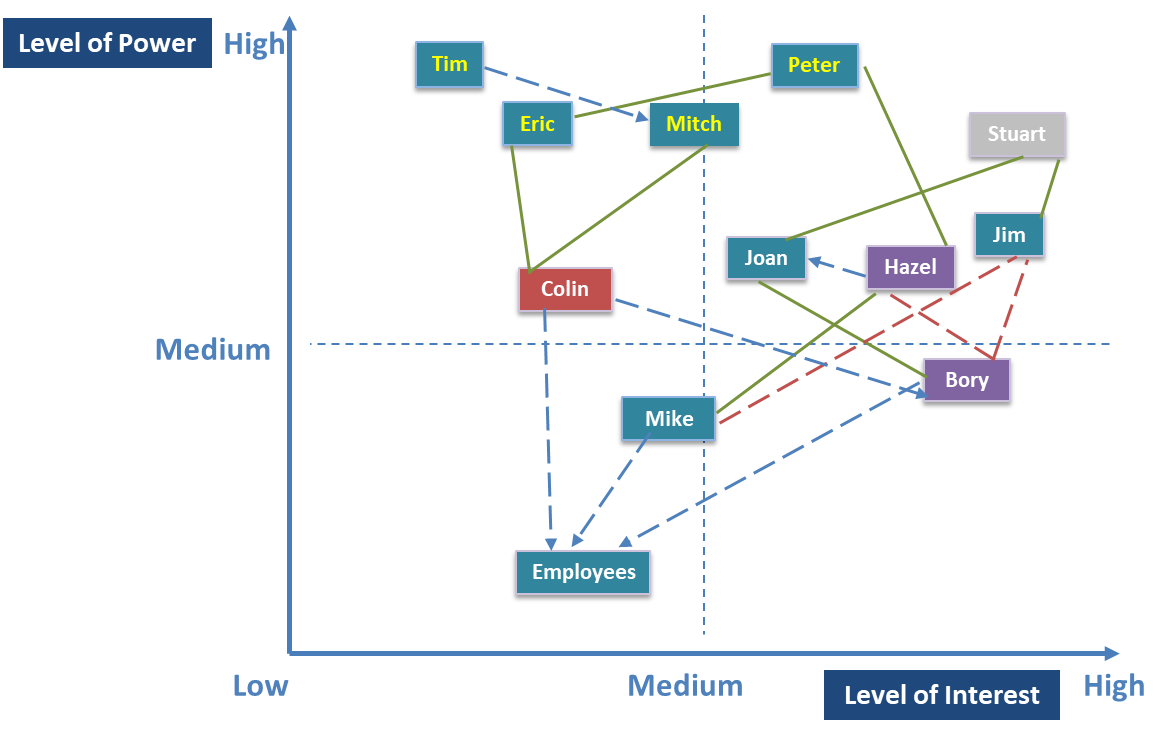 Level of Power
High
Tim
Peter
Eric
Mitch
Stuart
Jim
Joan
Hazel
Colin
Medium
Bory
Mike
Employees
Low
Medium
High
Level of Interest